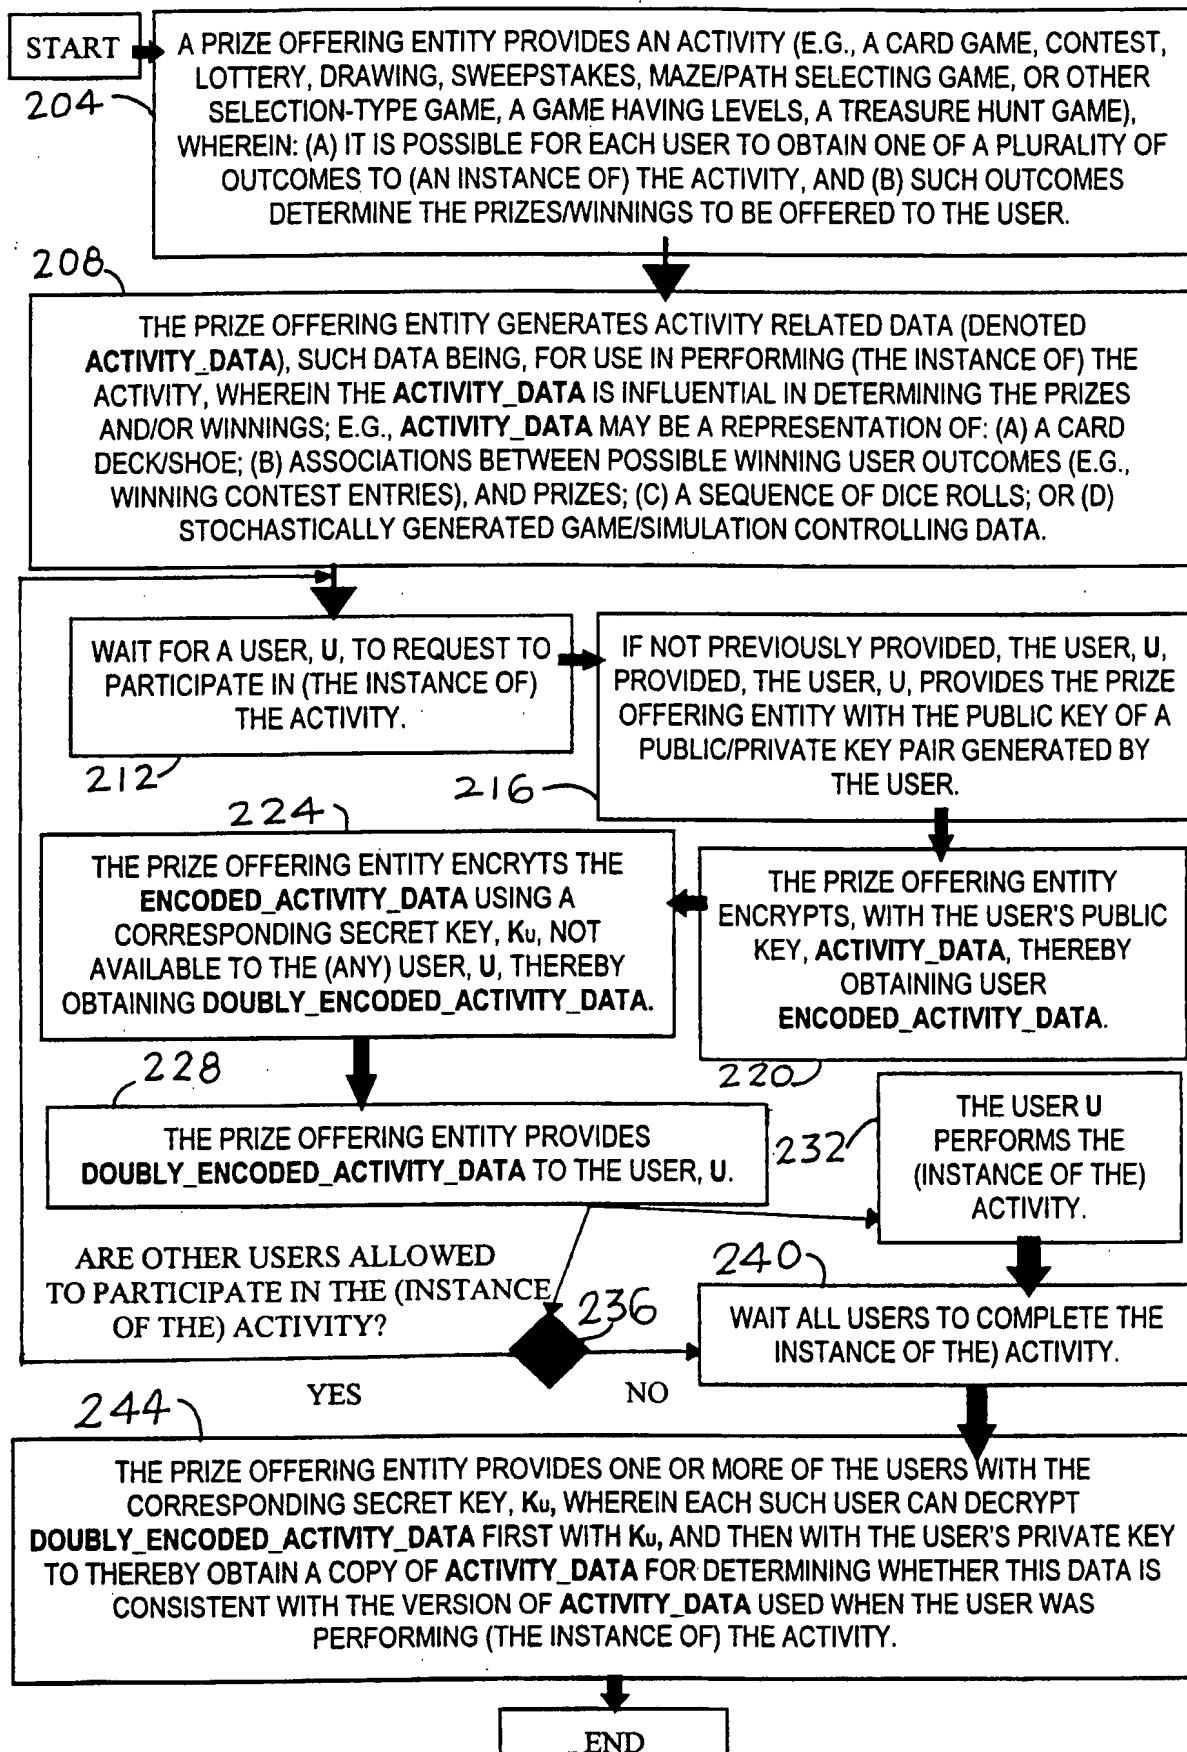 START
204
A PRIZE OFFERING ENTITY PROVIDES AN ACTIVITY (E.G., A CARD GAME, CONTEST,
LOTTERY, DRAWING, SWEEPSTAKES, MAZE/PATH SELECTING GAME, OR OTHER
SELECTION-TYPE GAME, A GAME HAVING LEVELS, A TREASURE HUNT GAME),
WHEREIN: (A) IT IS POSSIBLE FOR EACH USER TO OBTAIN ONE OF A PLURALITY OF
OUTCOMES TO (AN INSTANCE OF) THE ACTIVITY, AND (B) SUCH OUTCOMES
DETERMINE THE PRIZES/WINNINGS TO BE OFFERED TO THE USER.
208
THE PRIZE OFFERING ENTITY GENERATES ACTIVITY RELATED DATA (DENOTED
ACTIVITY_DATA), SUCH DATA BEING, FOR USE IN PERFORMING (THE INSTANCE OF) THE
ACTIVITY, WHEREIN THE ACTIVITY_DATA IS INFLUENTIAL IN DETERMINING THE PRIZES
AND/OR WINNINGS; E.G., ACTIVITY_DATA MAY BE A REPRESENTATION OF: (A) A CARD
DECK/SHOE; (B) ASSOCIATIONS BETWEEN POSSIBLE WINNING USER OUTCOMES (E.G.,
WINNING CONTEST ENTRIES), AND PRIZES; (C) A SEQUENCE OF DICE ROLLS; OR (D)
STOCHASTICALLY GENERATED GAME/SIMULATION CONTROLLING DATA.
WAIT FOR A USER, U, TO REQUEST TO
PARTICIPATE IN (THE INSTANCE OF)
THE ACTIVITY.
212
IF NOT PREVIOUSLY PROVIDED, THE USER, U,
PROVIDED, THE USER, U, PROVIDES THE PRIZE
OFFERING ENTITY WITH THE PUBLIC KEY OF A
PUBLIC/PRIVATE KEY PAIR GENERATED BY
THE USER.
216
224
THE PRIZE OFFERING ENTITY ENCRYTS THE
ENCODED_ACTIVITY_DATA USING A
CORRESPONDING SECRET KEY, Ku, NOT
AVAILABLE TO THE (ANY) USER, U, THEREBY
OBTAINING DOUBLY_ENCODED_ACTIVITY_DATA.
THE PRIZE OFFERING ENTITY
ENCRYPTS, WITH THE USER'S PUBLIC
KEY, ACTIVITY_DATA, THEREBY
OBTAINING USER
ENCODED_ACTIVITY_DATA.
220
228
THE PRIZE OFFERING ENTITY PROVIDES
DOUBLY_ENCODED_ACTIVITY_DATA TO THE USER, U.
232
THE USER U
PERFORMS THE
(INSTANCE OF THE)
ACTIVITY.
ARE OTHER USERS ALLOWED
TO PARTICIPATE IN THE (INSTANCE
OF THE) ACTIVITY?
236
YES
NO
240
WAIT ALL USERS TO COMPLETE THE
INSTANCE OF THE) ACTIVITY.
244
THE PRIZE OFFERING ENTITY PROVIDES ONE OR MORE OF THE USERS WITH THE
CORRESPONDING SECRET KEY, Ku, WHEREIN EACH SUCH USER CAN DECRYPT
DOUBLY_ENCODED_ACTIVITY_DATA FIRST WITH Ku, AND THEN WITH THE USER'S PRIVATE KEY
TO THEREBY OBTAIN A COPY OF ACTIVITY_DATA FOR DETERMINING WHETHER THIS DATA IS
CONSISTENT WITH THE VERSION OF ACTIVITY_DATA USED WHEN THE USER WAS
PERFORMING (THE INSTANCE OF) THE ACTIVITY.
END